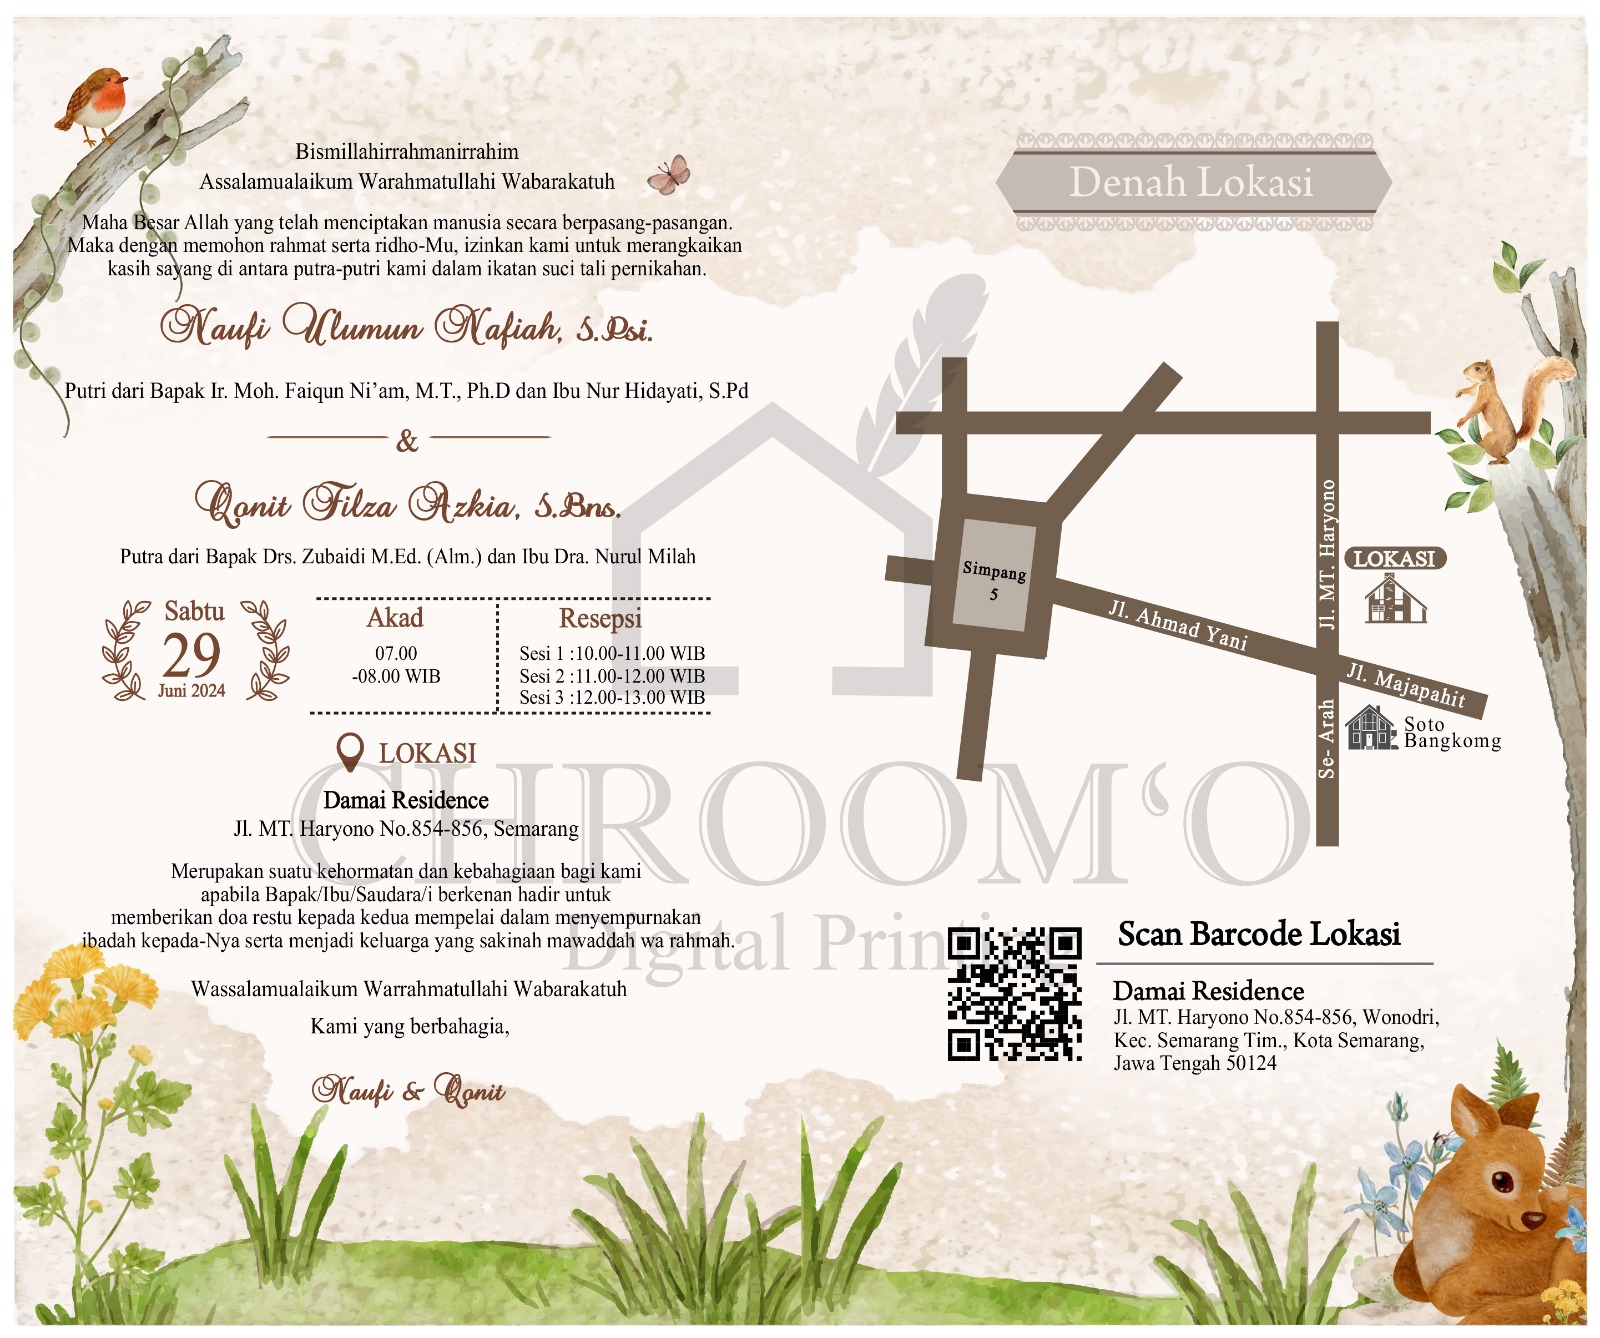 Bismillahirrahmanirrahim
Assalamualaikum Warahmatullahi Wabarakatuh
Maha Besar Allah yang telah menciptakan manusia secara berpasang-pasangan.
Maka dengan memohon rahmat serta ridho-Mu, izinkan kami untuk merangkaikan
kasih sayang di antara putra-putri kami dalam ikatan suci tali pernikahan.
Naufi Ulumun Nafiah, S.Psi.
Putri dari Bapak Ir. Moh. Faiqun Ni’am, M.T., Ph.D dan Ibu Nur Hidayati, S.Pd
&
Qonit Filza Azkia, S.Bns.
Putra dari Bapak Drs. Zubaidi M.Ed. (Alm.) dan Ibu Dra. Nurul Milah
Sabtu
29
Juni 2024
Akad
07.00
-08.00 WIB
Resepsi
Sesi 1 :10.00-11.00 WIB
Sesi 2 :11.00-12.00 WIB
Sesi 3 :12.00-13.00 WIB
LOKASI
Damai Residence
Jl. MT. Haryono No.854-856, Semarang
Merupakan suatu kehormatan dan kebahagiaan bagi kami
apabila Bapak/Ibu/Saudara/i berkenan hadir untuk
memberikan doa restu kepada kedua mempelai dalam menyempurnakan
ibadah kepada-Nya serta menjadi keluarga yang sakinah mawaddah wa rahmah.
Wassalamualaikum Warrahmatullahi Wabarakatuh
Kami yang berbahagia,
Naufi & Qonit
Denah Lokasi
Simpang
5
Jl. Ahmad Yani
Jl. MT. Haryono
LOKASI
Jl. Majapahit
Se- Arah
Soto
Bangkomg
CHROOM‘O
Digital Printing
Scan Barcode Lokasi
Damai Residence
Jl. MT. Haryono No.854-856, Wonodri,
Kec. Semarang Tim., Kota Semarang,
Jawa Tengah 50124